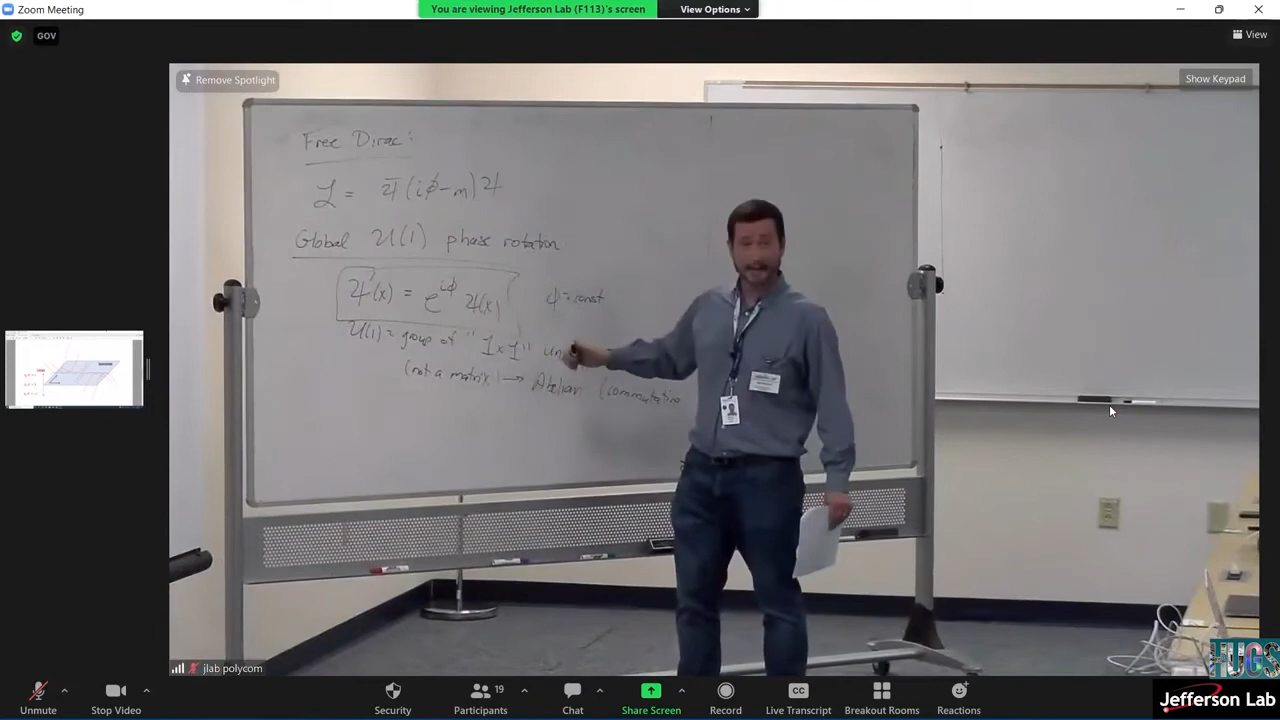 Zoom Meeting
You are viewing Jefferson Lab (F113)'s screen
View Options
GOV
View
Remove Spotlight
Show Keypad
Free Dirac:
ℒ = ψ̄(i∂̸-m)ψ
Global U(1) phase rotation
ψ'(x) = e^{iϕ} ψ(x)
ϕ=const
U(1) = group of "1x1"
(not a matrix) → Abelian (commutative
jlab polycom
HUGS
Jefferson Lab
Unmute
Stop Video
Security
Participants
19
Chat
Share Screen
Record
CC
Live Transcript
Breakout Rooms
Reactions